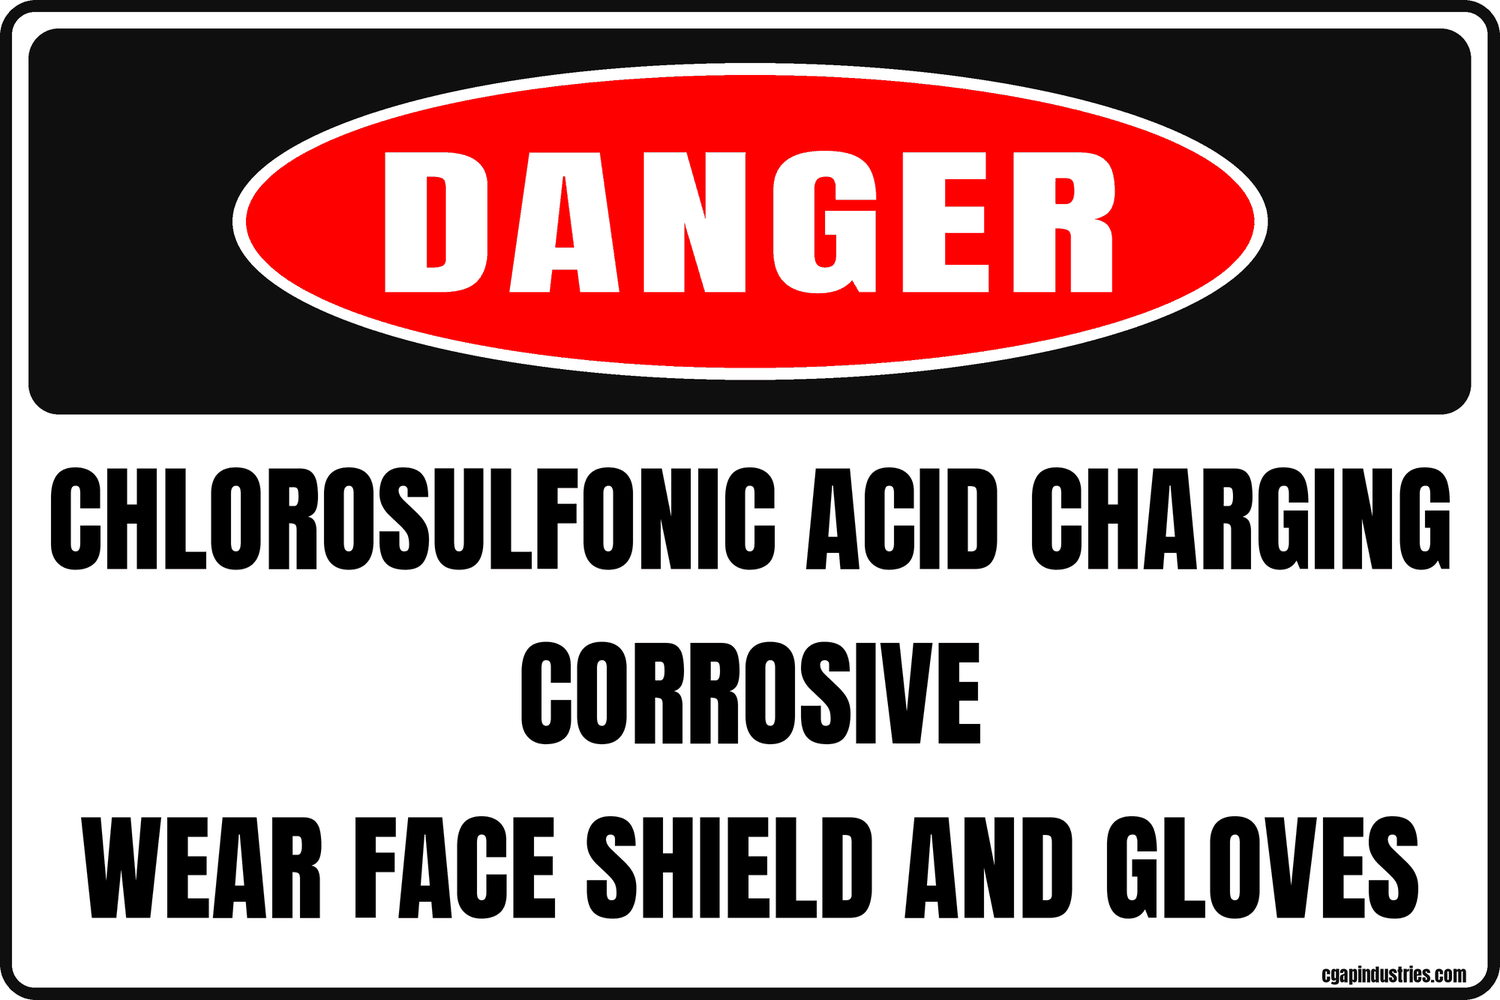 DANGER
CHLOROSULFONIC ACID CHARGING
CORROSIVE
WEAR FACE SHIELD AND GLOVES
cgapindustries.com